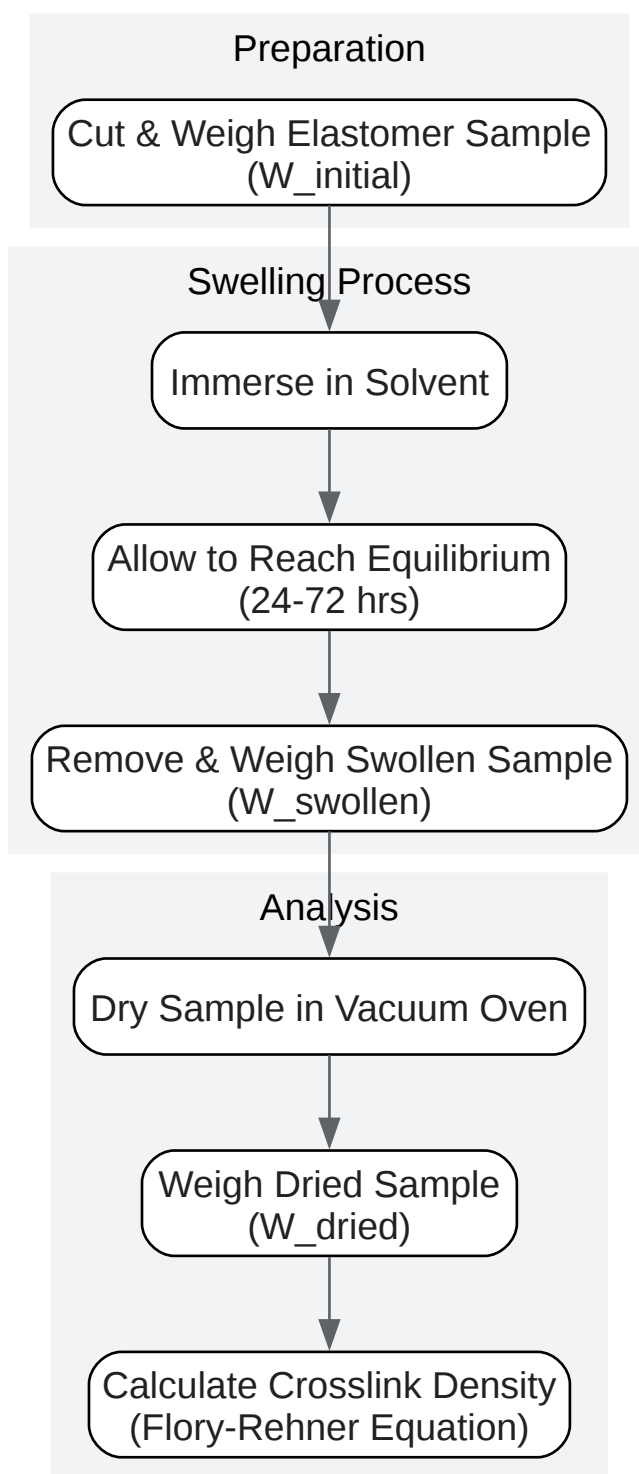 Preparation
Cut & Weigh Elastomer Sample
(W_initial)
Swelling Process
Immerse in Solvent
Allow to Reach Equilibrium
(24-72 hrs)
Remove & Weigh Swollen Sample
(W_swollen)
Analysis
Dry Sample in Vacuum Oven
Weigh Dried Sample
(W_dried)
Calculate Crosslink Density
(Flory-Rehner Equation)